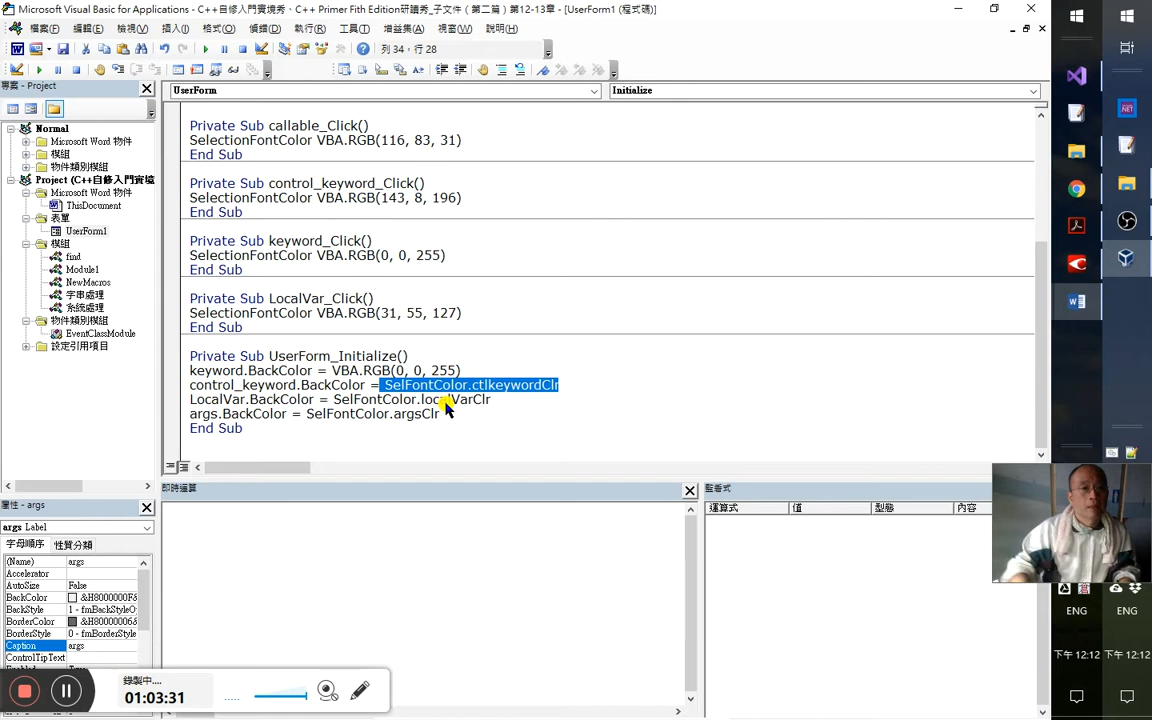 Microsoft Visual Basic for Applications - C++自修入門實境秀、C++ Primer Fifth Edition研讀秀_子文件（第二篇）第12-13章 - [UserForm1 (程式碼)]
檔案(F) 編輯(E) 檢視(V) 插入(I) 格式(O) 偵錯(D) 執行(R) 工具(T) 增益集(A) 視窗(W) 說明(H)
列 34，行 28
專案 - Project
UserForm
Initialize
Normal
Microsoft Word 物件
模組
物件類別模組
Project (C++自修入門實境
Microsoft Word 物件
ThisDocument
表單
UserForm1
模組
find
Module1
NewMacros
字串處理
系統處理
物件類別模組
EventClassModule
設定引用項目
Private Sub callable_Click()
SelectionFontColor VBA.RGB(116, 83, 31)
End Sub
Private Sub control_keyword_Click()
SelectionFontColor VBA.RGB(143, 8, 196)
End Sub
Private Sub keyword_Click()
SelectionFontColor VBA.RGB(0, 0, 255)
End Sub
Private Sub LocalVar_Click()
SelectionFontColor VBA.RGB(31, 55, 127)
End Sub
Private Sub UserForm_Initialize()
keyword.BackColor = VBA.RGB(0, 0, 255)
control_keyword.BackColor = SelFontColor.ctlkeywordClr
LocalVar.BackColor = SelFontColor.localVarClr
args.BackColor = SelFontColor.argsClr
End Sub
屬性 - args
args Label
字母順序 性質分類
(Name) args
Accelerator
AutoSize False
BackColor &H8000000F&
BackStyle 1 - fmBackStyleO
BorderColor &H80000006&
BorderStyle 0 - fmBorderStyle
Caption args
ControlTipText
即時運算
監看式
運算式 值 型態 內容
錄製中....
01:03:31
ENG ENG
下午 12:12 下午 12:12